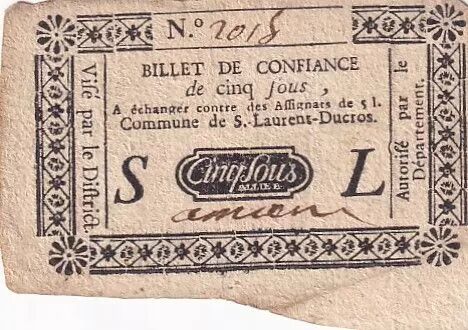 N.º 2018
BILLET DE CONFIANCE
de cinq ſous,
A échanger contre des Aſſignats de 5 l.
Commune de S.-Laurent-Ducros.
Viſé par le Diſtrict.
S
Cinq Sous
L
Autoriſé par le
Département.